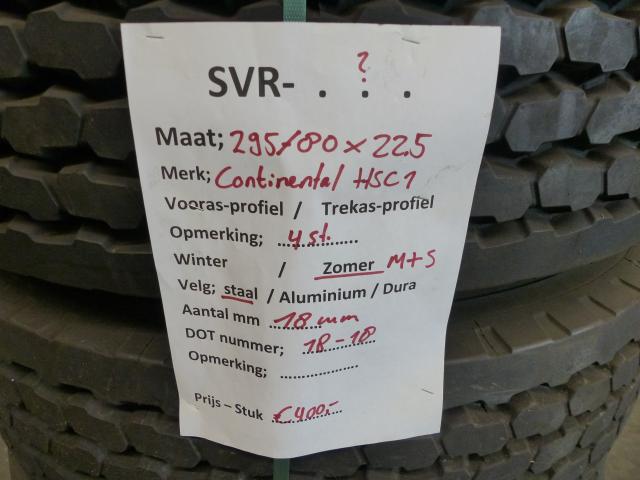 SVR- . . .
?
Maat; 295/80 x 22.5
Merk; Continental HSC1
Vooras-profiel / Trekas-profiel
Opmerking; ..4 st...........
Winter / Zomer M+S
Velg; staal / Aluminium / Dura
Aantal mm ..18 mm
DOT nummer; 18-18
Opmerking; ..................
Prijs – Stuk €400,-